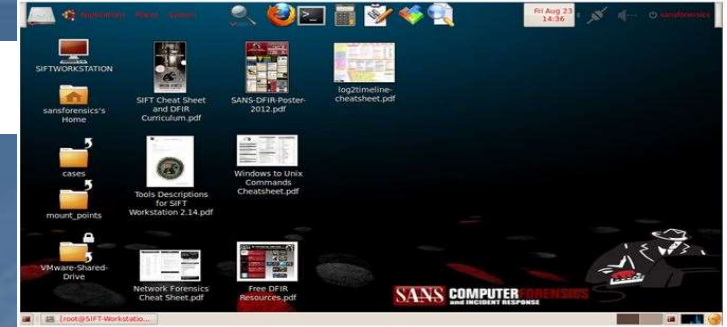 Applications Places System
Fri Aug 23
14:36
sansforensics
SIFTWORKSTATION
sansforensics's
Home
cases
mount_points
VMware-Shared-
Drive
SIFT Cheat Sheet
and DFIR
Curriculum.pdf
SANS-DFIR-Poster-
2012.pdf
log2timeline-
cheatsheet.pdf
Tools Descriptions
for SIFT
Workstation 2.14.pdf
Windows to Unix
Commands
Cheatsheet.pdf
Network Forensics
Cheat Sheet.pdf
Free DFIR
Resources.pdf
SANS COMPUTER FORENSICS
and INCIDENT RESPONSE
[root@SIFT-Workstatio...